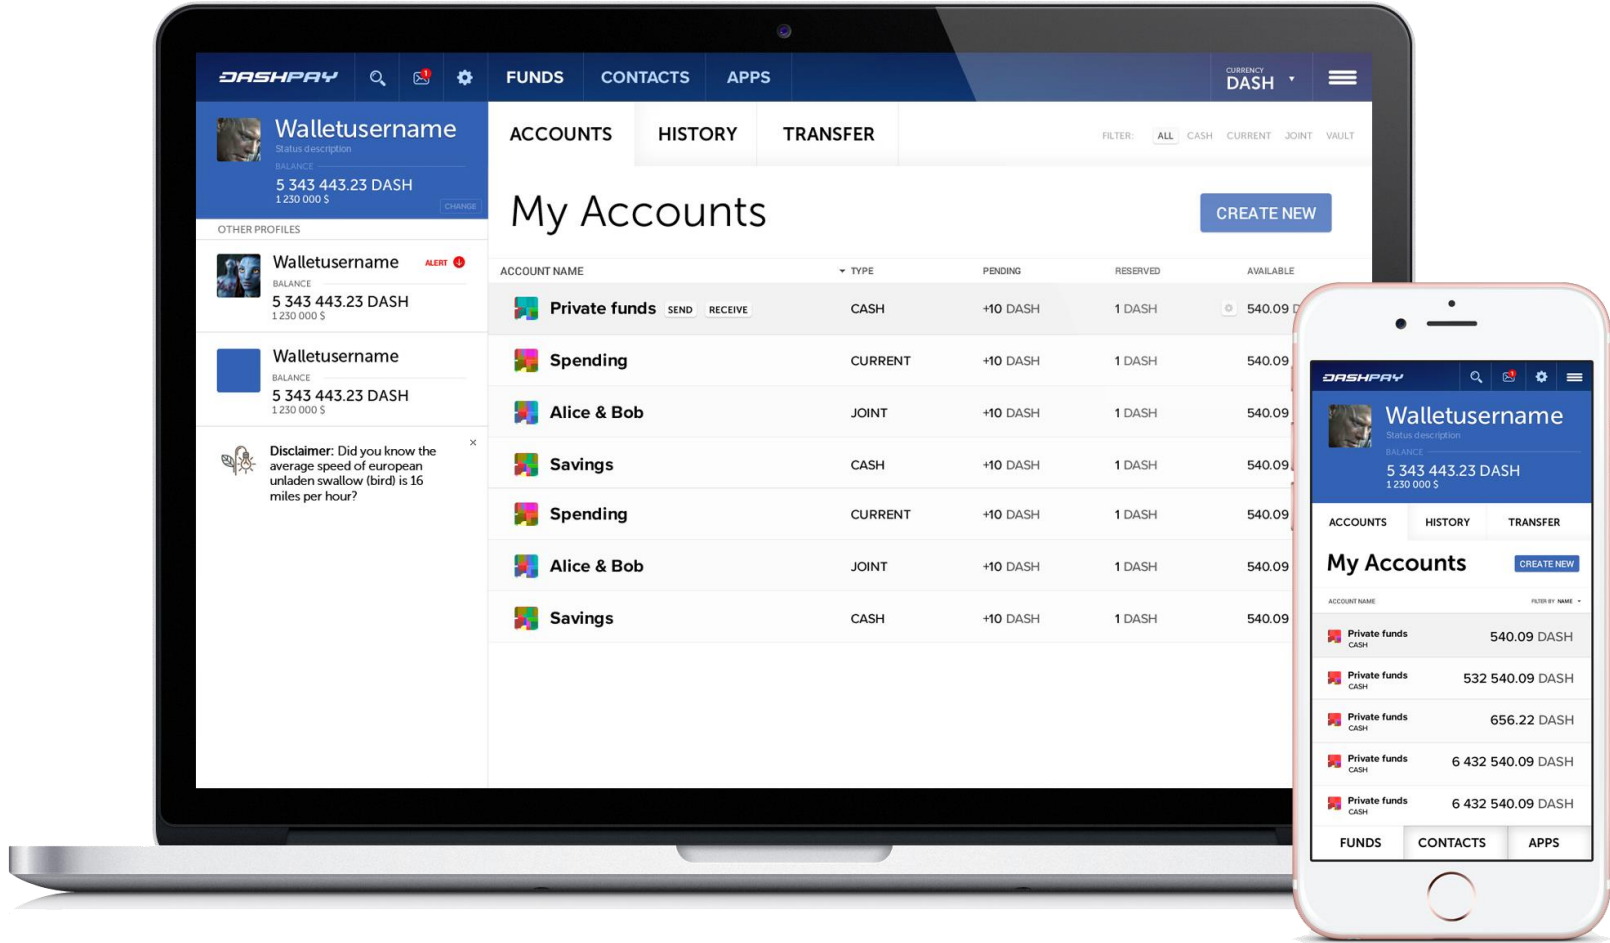 DASHPAY
1
FUNDS CONTACTS APPS
CURRENCY
DASH
Walletusername
Status description
BALANCE
5 343 443.23 DASH
1 230 000 $
CHANGE
OTHER PROFILES
Walletusername ALERT
BALANCE
5 343 443.23 DASH
1 230 000 $
Walletusername
BALANCE
5 343 443.23 DASH
1 230 000 $
Disclaimer: Did you know the
average speed of european
unladen swallow (bird) is 16
miles per hour?
ACCOUNTS HISTORY TRANSFER
FILTER: ALL CASH CURRENT JOINT VAULT
My Accounts
CREATE NEW
ACCOUNT NAME TYPE PENDING RESERVED AVAILABLE
Private funds SEND RECEIVE CASH +10 DASH 1 DASH 540.09 D
Spending CURRENT +10 DASH 1 DASH 540.09
Alice & Bob JOINT +10 DASH 1 DASH 540.09
Savings CASH +10 DASH 1 DASH 540.09
Spending CURRENT +10 DASH 1 DASH 540.09
Alice & Bob JOINT +10 DASH 1 DASH 540.09
Savings CASH +10 DASH 1 DASH 540.09
DASHPAY
1
Walletusername
Status description
BALANCE
5 343 443.23 DASH
1 230 000 $
ACCOUNTS HISTORY TRANSFER
My Accounts
CREATE NEW
ACCOUNT NAME FILTER BY NAME
Private funds 540.09 DASH
CASH
Private funds 532 540.09 DASH
CASH
Private funds 656.22 DASH
CASH
Private funds 6 432 540.09 DASH
CASH
Private funds 6 432 540.09 DASH
CASH
FUNDS CONTACTS APPS